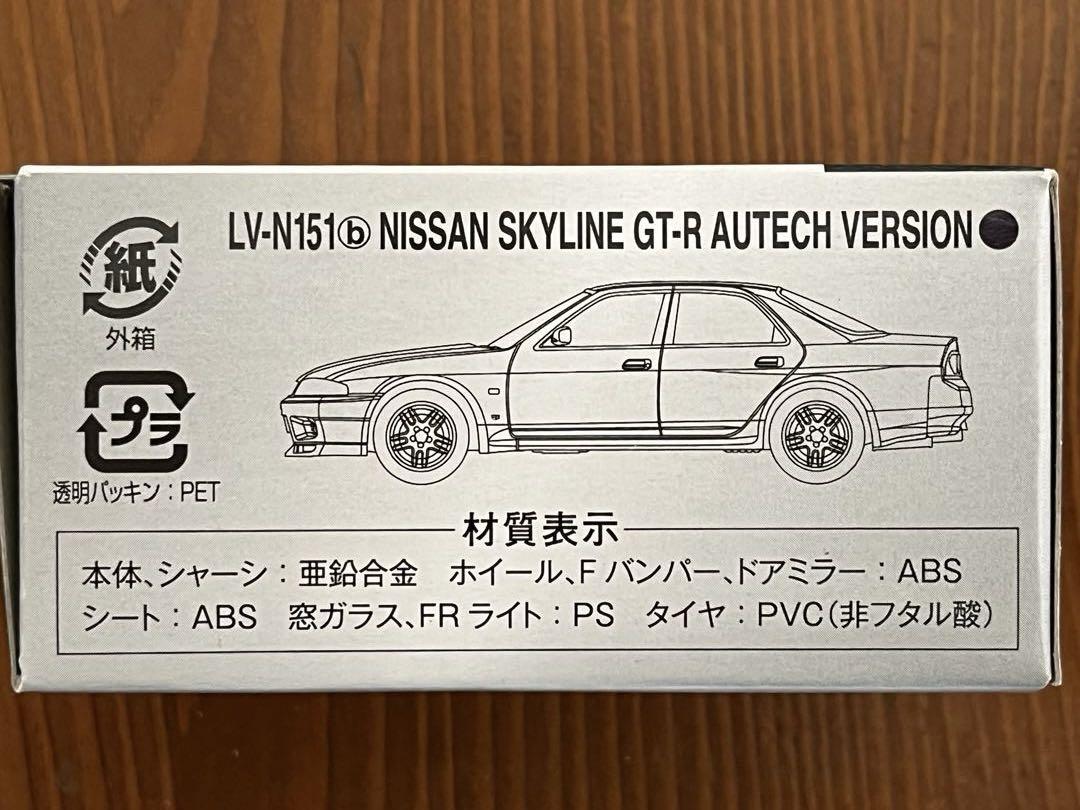 LV-N151ⓑ NISSAN SKYLINE GT-R AUTECH VERSION●
紙
外箱
プラ
透明パッキン：PET
材質表示
本体、シャーシ：亜鉛合金　ホイール、Fバンパー、ドアミラー：ABS
シート：ABS　窓ガラス、FRライト：PS　タイヤ：PVC（非フタル酸）